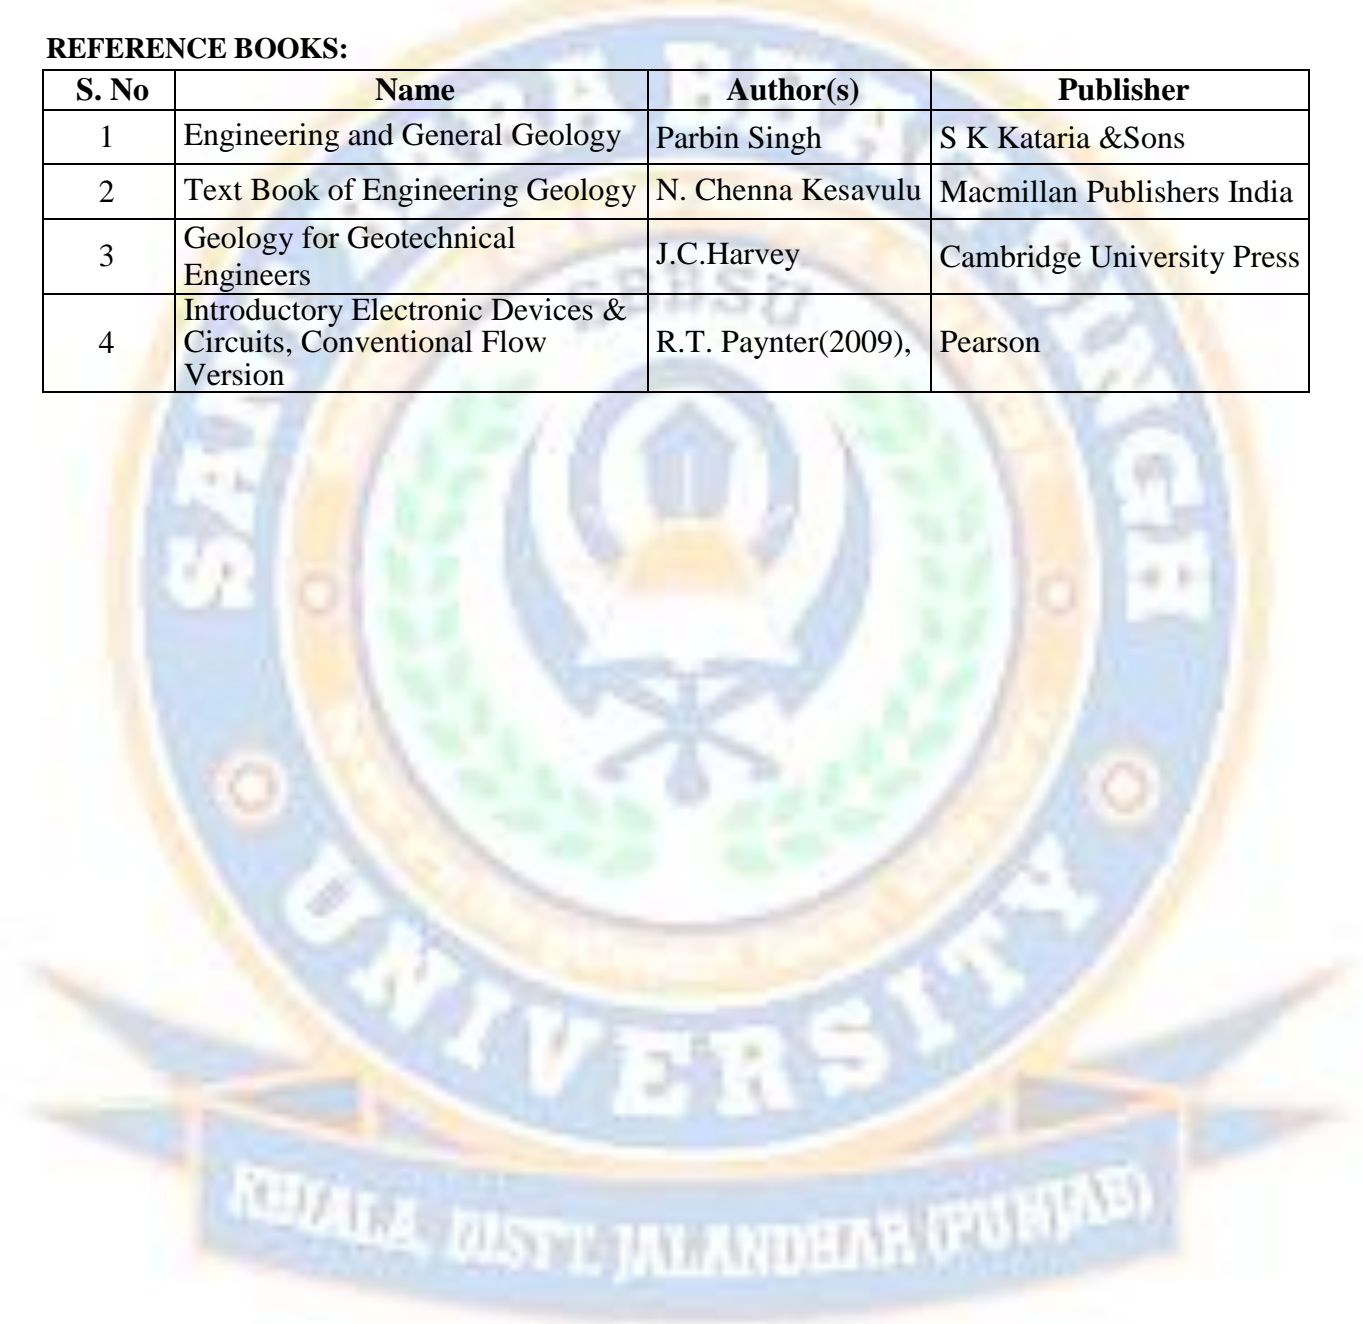 REFERENCE BOOKS:
S. No Name Author(s) Publisher
1 Engineering and General Geology Parbin Singh S K Kataria &Sons
2 Text Book of Engineering Geology N. Chenna Kesavulu Macmillan Publishers India
3 Geology for Geotechnical
Engineers J.C.Harvey Cambridge University Press
4 Introductory Electronic Devices &
Circuits, Conventional Flow
Version R.T. Paynter(2009), Pearson
SINGH
UNIVERSITY
KHIALA, DISTT. JALANDHAR (PUNJAB)